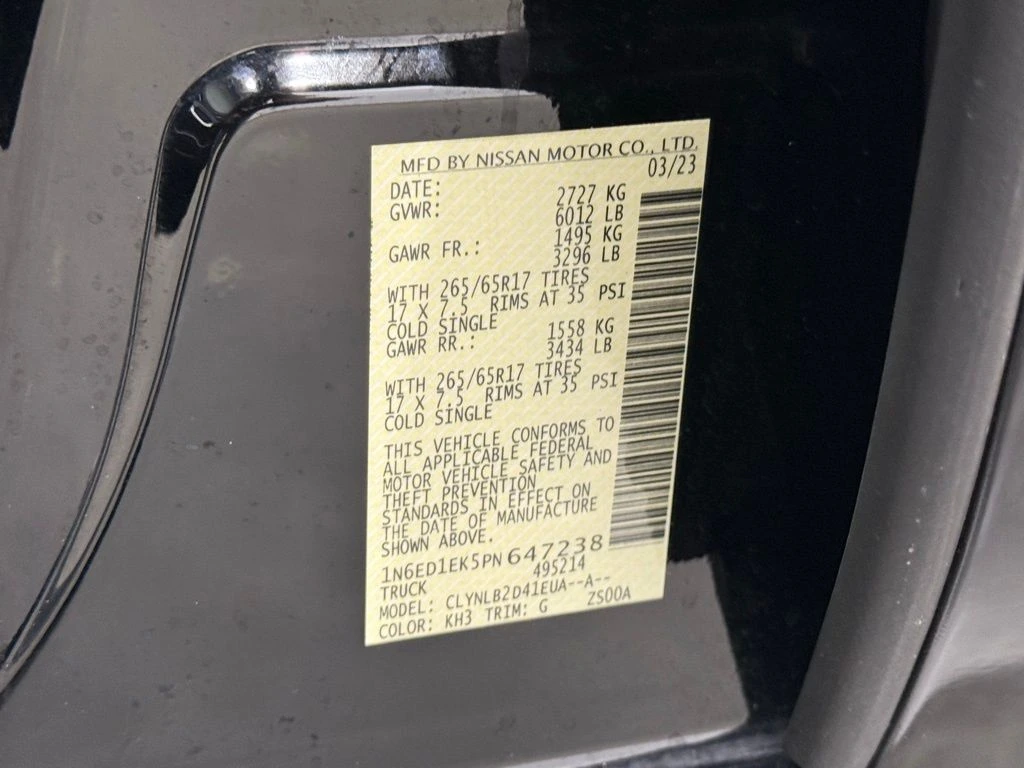 MFD BY NISSAN MOTOR CO., LTD.
DATE: 03/23
GVWR: 2727 KG
6012 LB
GAWR FR.: 1495 KG
3296 LB
WITH 265/65R17 TIRES
17 X 7.5 RIMS AT 35 PSI
COLD SINGLE
GAWR RR.: 1558 KG
3434 LB
WITH 265/65R17 TIRES
17 X 7.5 RIMS AT 35 PSI
COLD SINGLE
THIS VEHICLE CONFORMS TO
ALL APPLICABLE FEDERAL
MOTOR VEHICLE SAFETY AND
THEFT PREVENTION
STANDARDS IN EFFECT ON
THE DATE OF MANUFACTURE
SHOWN ABOVE.
1N6ED1EK5PN647238
TRUCK 495214
MODEL: CLYNLB2D41EUA--A--
COLOR: KH3 TRIM: G ZS00A